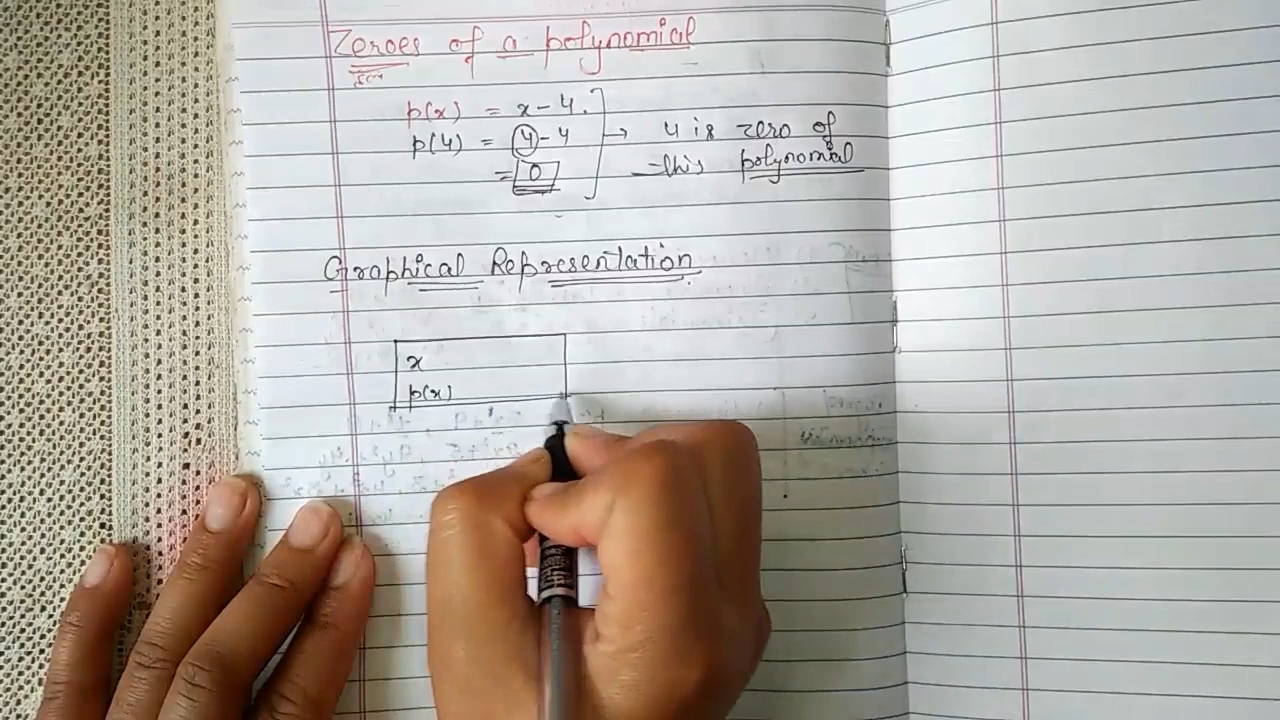 Zeroes of a polynomial
p(x) = x - 4.
p(4) = 4 - 4 → 4 is zero of
= 0 this polynomial
Graphical Representation.
x
p(x)